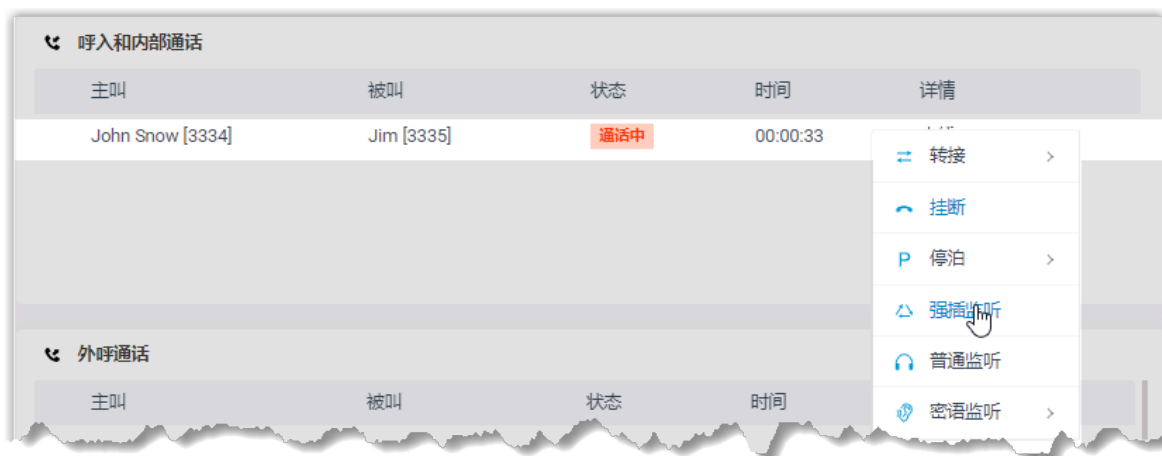 呼入和内部通话
主叫 被叫 状态 时间 详情
John Snow [3334] Jim [3335] 通话中 00:00:33
转接
挂断
P 停泊
强插监听
普通监听
密语监听
外呼通话
主叫 被叫 状态 时间